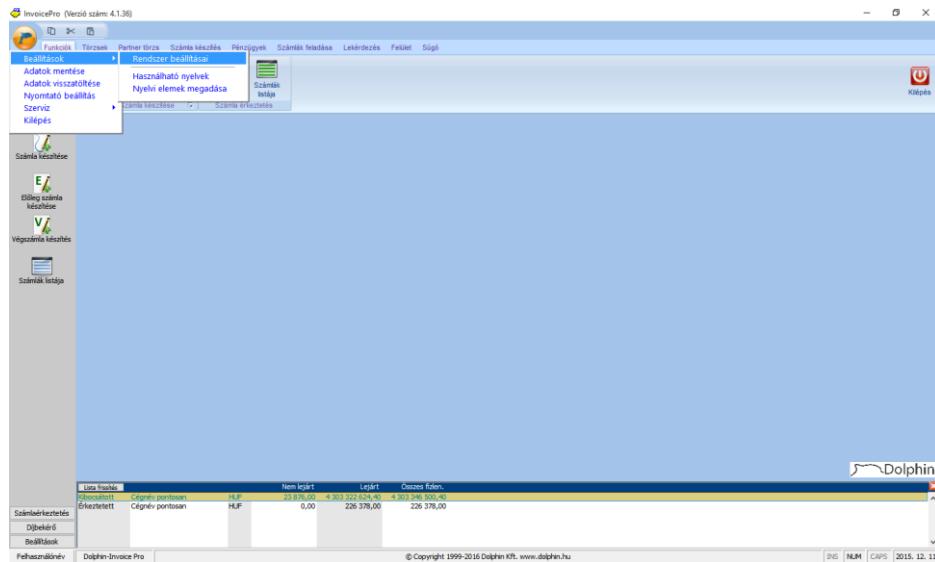 InvoicePro (Verzió szám: 4.1.36)
Funkciók Törzsek Partner törzs Számla készítés Pénzügyek Számlák feladása Lekérdezés Felület Súgó
Beállítások
Adatok mentése
Adatok visszatöltése
Nyomtató beállítás
Szerviz
Kilépés
Rendszer beállításai
Használható nyelvek
Nyelvi elemek megadása
Számlák
listája
Kilépés
zámla készítése Számla érkeztetés
Számla készítése
E
Előleg számla
készítése
V
Végszámla készítés
Számlák listája
Dolphin
Lista frissítés Nem lejárt Lejárt Összes fizlen.
Kibocsátott Cégnév pontosan HUF 23 876,00 4 303 322 624,40 4 303 346 500,40
Érkeztetett Cégnév pontosan HUF 0,00 226 378,00 226 378,00
Számlaérkeztetés
Díjbekérő
Beállítások
Felhasználónév Dolphin-Invoice Pro © Copyright 1999-2016 Dolphin Kft. www.dolphin.hu INS NUM CAPS 2015. 12. 11